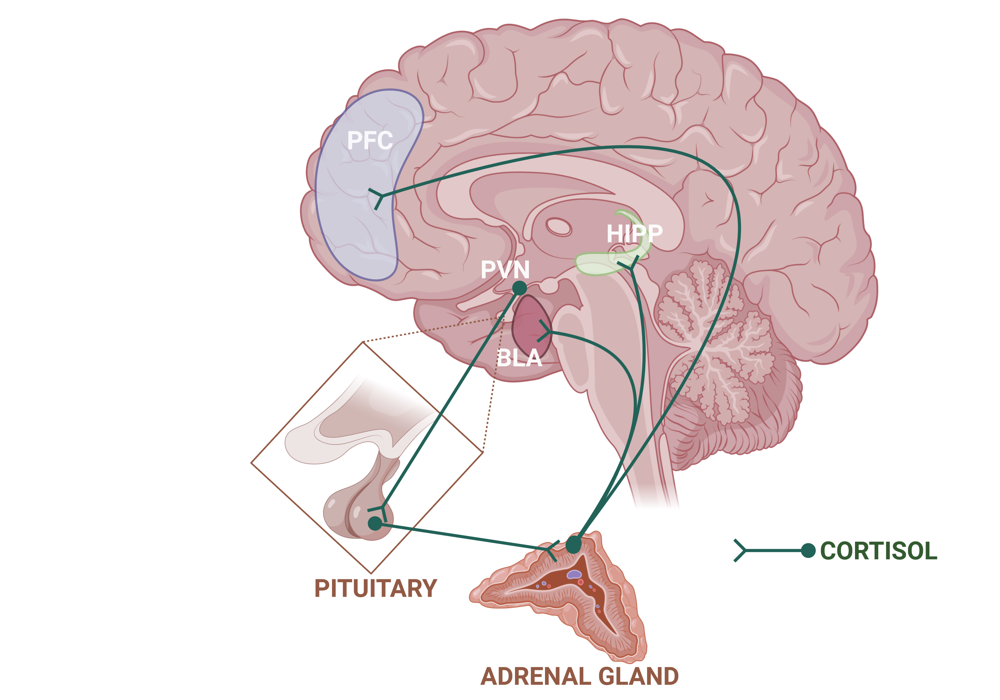 PFC
HIPP
PVN
BLA
CORTISOL
PITUITARY
ADRENAL GLAND